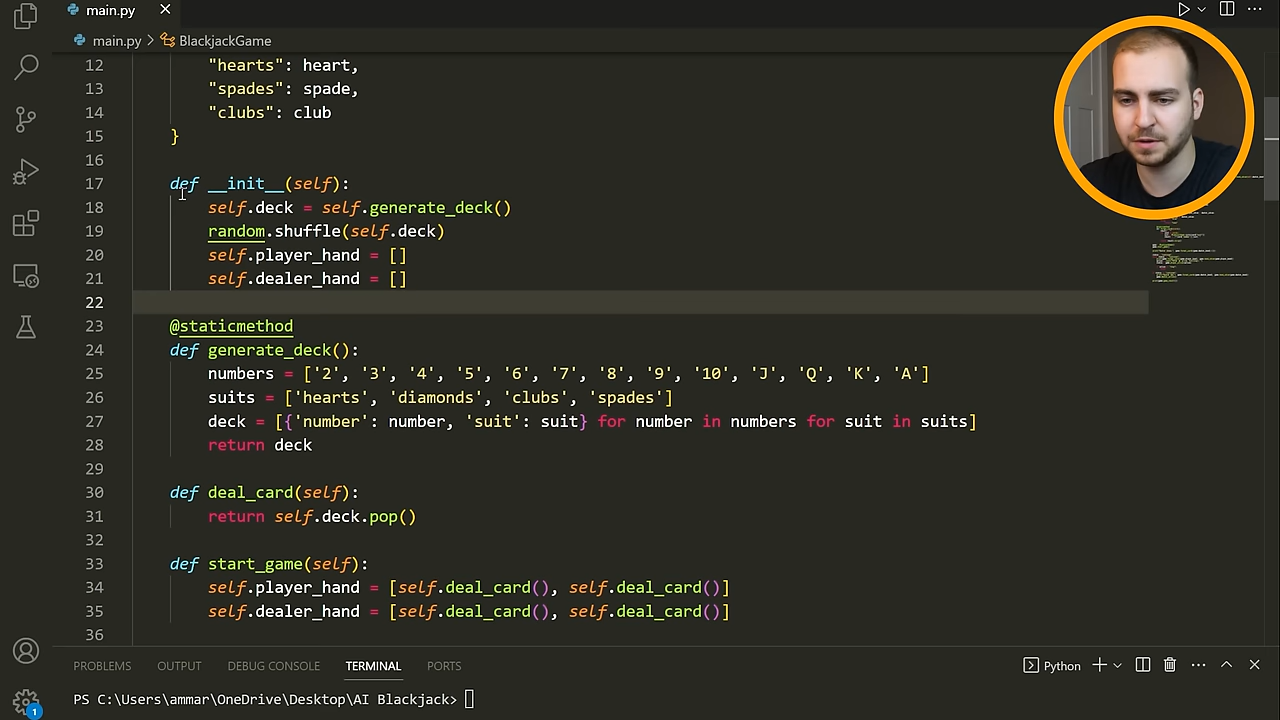 main.py
main.py > BlackjackGame
12 "hearts": heart,
13 "spades": spade,
14 "clubs": club
15 }
16
17 def __init__(self):
18 self.deck = self.generate_deck()
19 random.shuffle(self.deck)
20 self.player_hand = []
21 self.dealer_hand = []
22
23 @staticmethod
24 def generate_deck():
25 numbers = ['2', '3', '4', '5', '6', '7', '8', '9', '10', 'J', 'Q', 'K', 'A']
26 suits = ['hearts', 'diamonds', 'clubs', 'spades']
27 deck = [{'number': number, 'suit': suit} for number in numbers for suit in suits]
28 return deck
29
30 def deal_card(self):
31 return self.deck.pop()
32
33 def start_game(self):
34 self.player_hand = [self.deal_card(), self.deal_card()]
35 self.dealer_hand = [self.deal_card(), self.deal_card()]
36
PROBLEMS OUTPUT DEBUG CONSOLE TERMINAL PORTS Python
PS C:\Users\ammar\OneDrive\Desktop\AI Blackjack>
1